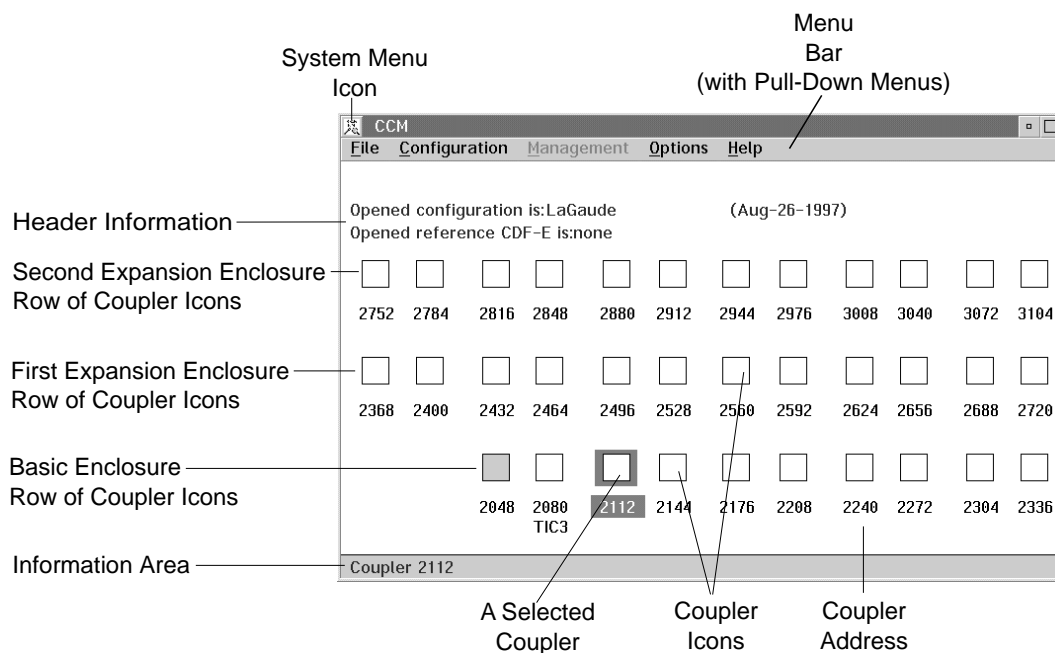 Menu
Bar
(with Pull-Down Menus)
System Menu
Icon
CCM
File Configuration Management Options Help
Header Information
Opened configuration is:LaGaude (Aug-26-1997)
Opened reference CDF-E is:none
Second Expansion Enclosure
Row of Coupler Icons
2752 2784 2816 2848 2880 2912 2944 2976 3008 3040 3072 3104
First Expansion Enclosure
Row of Coupler Icons
2368 2400 2432 2464 2496 2528 2560 2592 2624 2656 2688 2720
Basic Enclosure
Row of Coupler Icons
2048 2080 2112 2144 2176 2208 2240 2272 2304 2336
TIC3
Information Area
Coupler 2112
A Selected
Coupler
Coupler
Icons
Coupler
Address